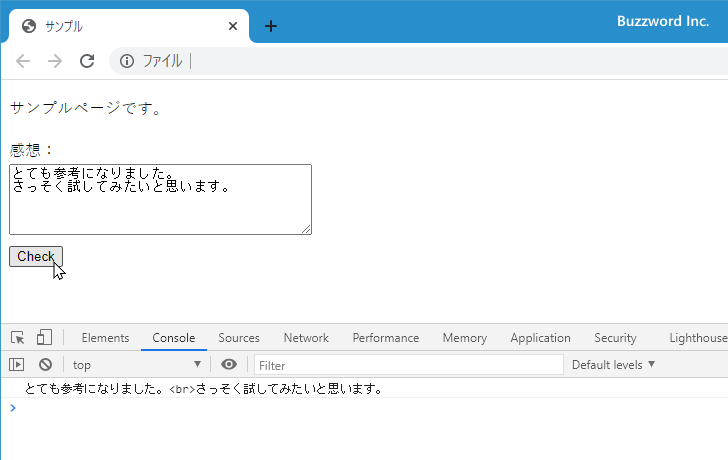 サンプル
Buzzword Inc.
ファイル
サンプルページです。
感想：
とても参考になりました。
さっそく試してみたいと思います。
Check
Elements Console Sources Network Performance Memory Application Security Lighthouse
top Filter Default levels
とても参考になりました。<br>さっそく試してみたいと思います。